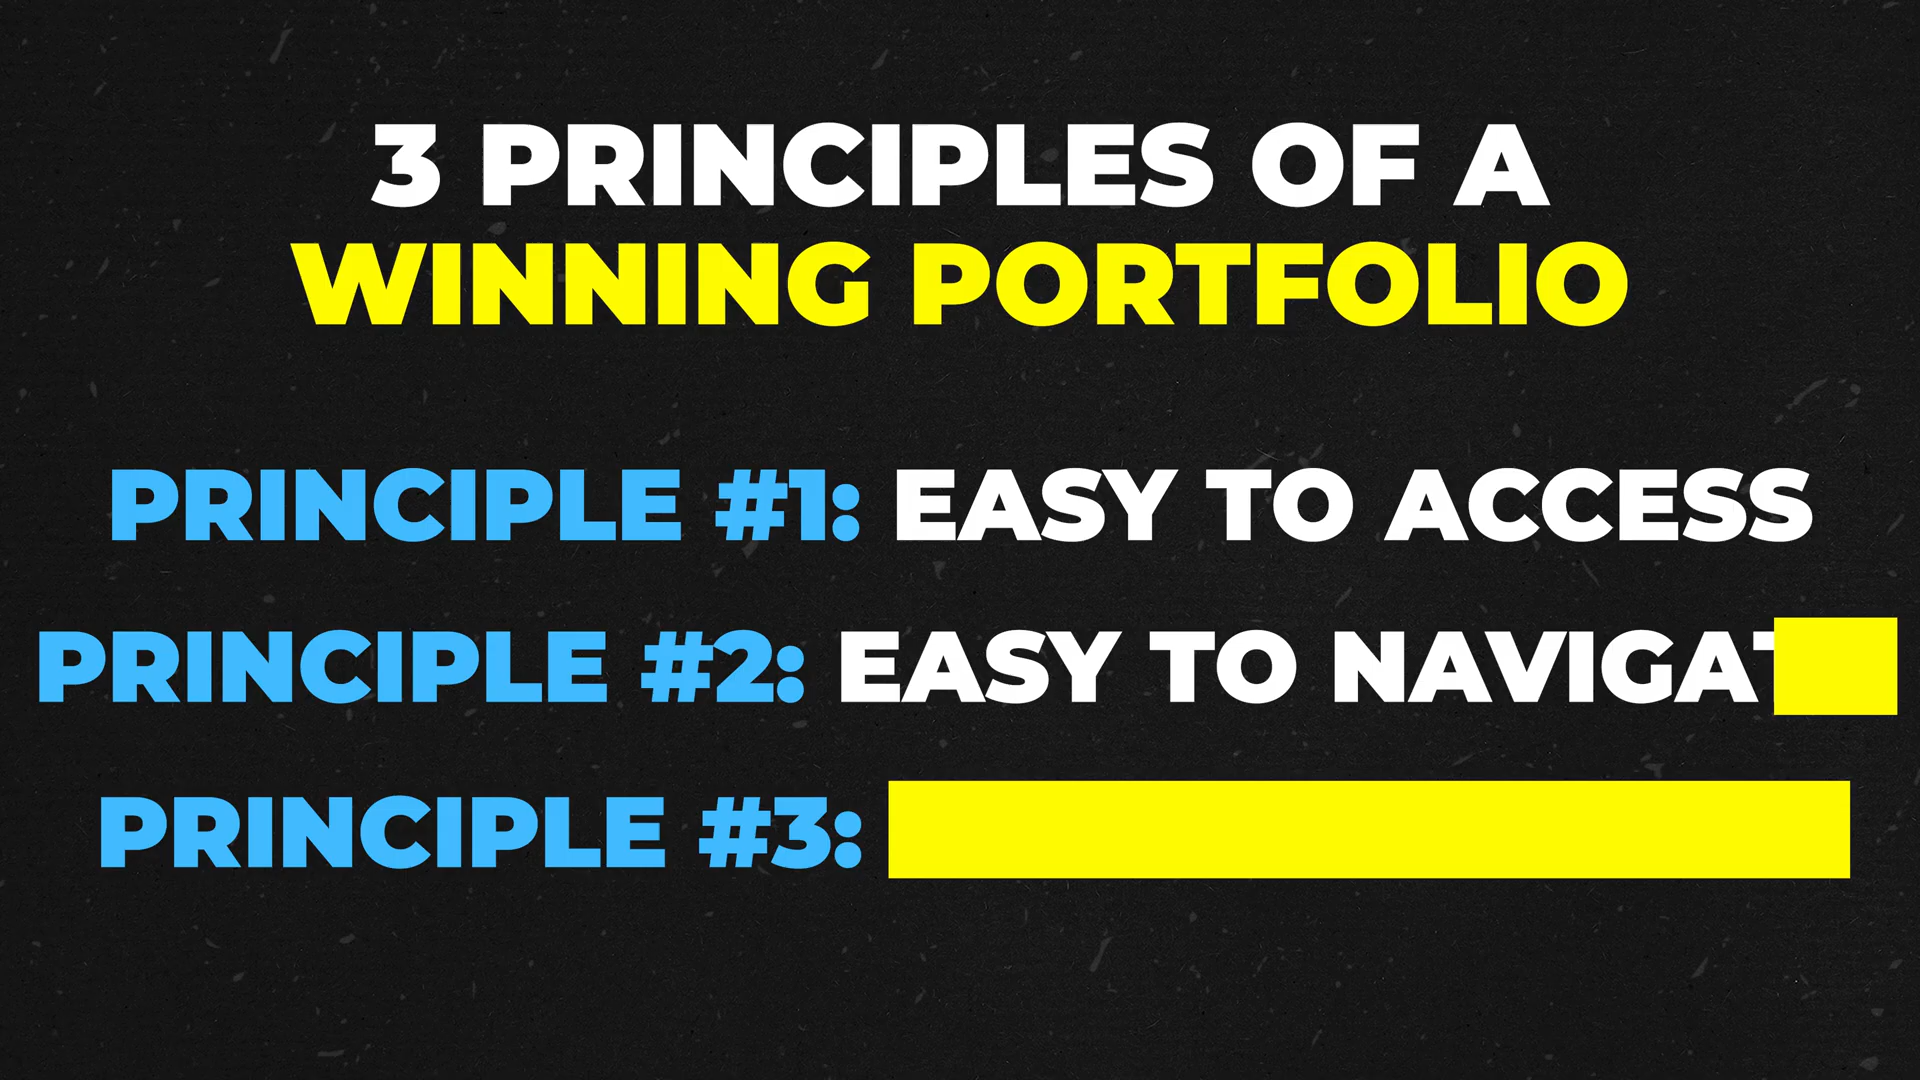 3 PRINCIPLES OF A
WINNING PORTFOLIO
PRINCIPLE #1: EASY TO ACCESS
PRINCIPLE #2: EASY TO NAVIGAT
PRINCIPLE #3: